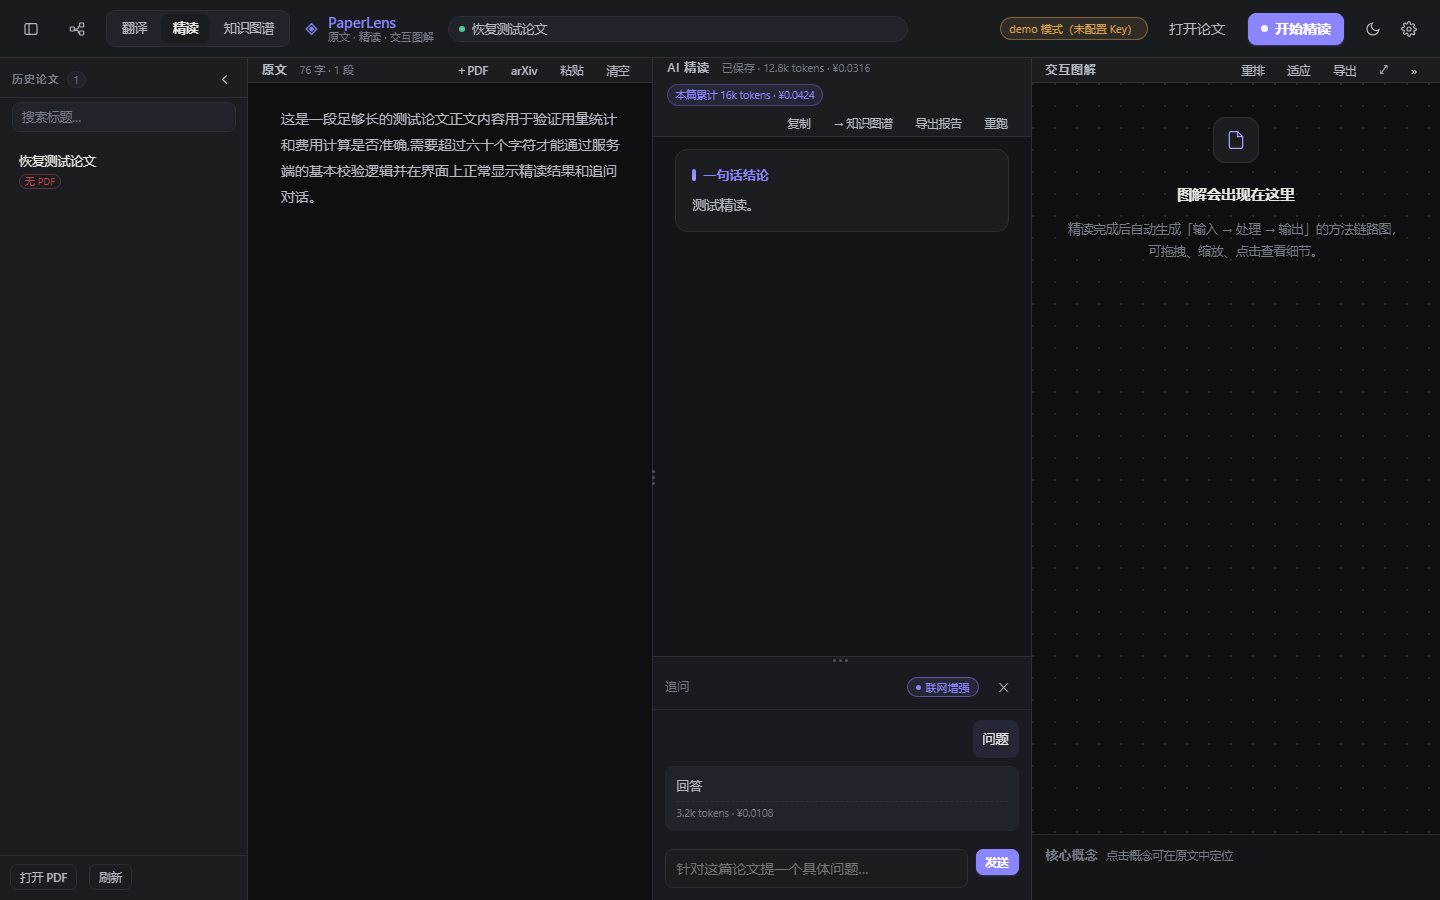 翻译 精读 知识图谱
PaperLens
原文 · 精读 · 交互图解
恢复测试论文
demo 模式（未配置 Key）
打开论文
开始精读
历史论文 1
搜索标题...
恢复测试论文
无 PDF
打开 PDF 刷新
原文 76 字 · 1 段 + PDF arXiv 粘贴 清空
这是一段足够长的测试论文正文内容用于验证用量统计
和费用计算是否准确,需要超过六十个字符才能通过服务
端的基本校验逻辑并在界面上正常显示精读结果和追问
对话。
AI 精读 已保存 · 12.8k tokens · ¥0.0316
本篇累计 16k tokens · ¥0.0424
复制 → 知识图谱 导出报告 重跑
一句话结论
测试精读。
追问 联网增强
问题
回答
3.2k tokens · ¥0.0108
针对这篇论文提一个具体问题...
发送
交互图解 重排 适应 导出 ⤢ »
图解会出现在这里
精读完成后自动生成「输入 → 处理 → 输出」的方法链路图，
可拖拽、缩放、点击查看细节。
核心概念 点击概念可在原文中定位